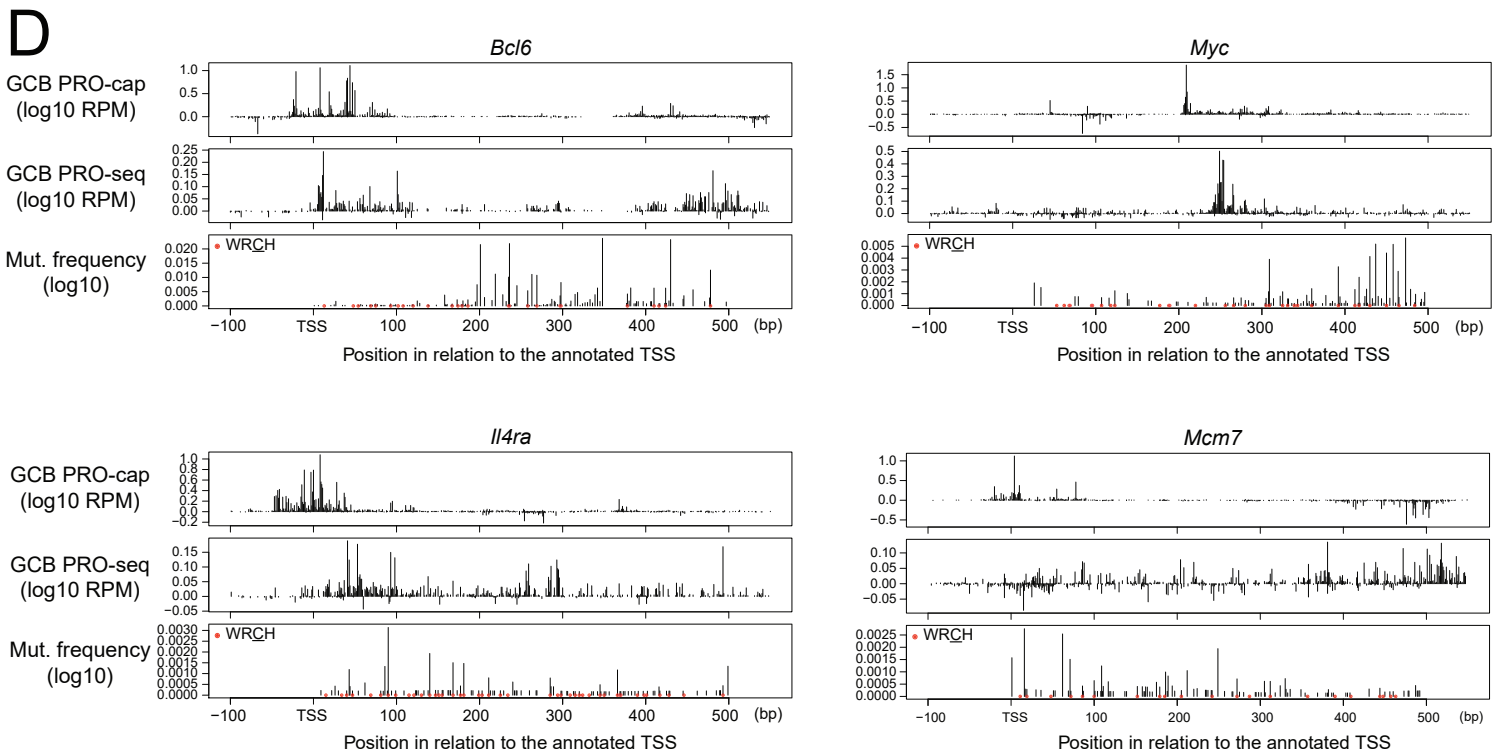 D
Bcl6
GCB PRO-cap
(log10 RPM)
1.0
0.5
0.0
GCB PRO-seq
(log10 RPM)
0.25
0.20
0.15
0.10
0.05
0.00
Mut. frequency
(log10)
WRCH
0.020
0.015
0.010
0.005
0.000
−100 TSS 100 200 300 400 500 (bp)
Position in relation to the annotated TSS
Myc
1.5
1.0
0.5
0.0
−0.5
0.5
0.4
0.3
0.2
0.1
0.0
WRCH
0.005
0.004
0.003
0.002
0.001
0.000
−100 TSS 100 200 300 400 500 (bp)
Position in relation to the annotated TSS
Il4ra
GCB PRO-cap
(log10 RPM)
1.0
0.8
0.6
0.4
0.2
0.0
−0.2
GCB PRO-seq
(log10 RPM)
0.15
0.10
0.05
0.00
−0.05
Mut. frequency
(log10)
WRCH
0.0030
0.0025
0.0020
0.0015
0.0010
0.0005
0.0000
−100 TSS 100 200 300 400 500 (bp)
Position in relation to the annotated TSS
Mcm7
1.0
0.5
0.0
−0.5
0.10
0.05
0.00
−0.05
WRCH
0.0025
0.0020
0.0015
0.0010
0.0005
0.0000
−100 TSS 100 200 300 400 500 (bp)
Position in relation to the annotated TSS